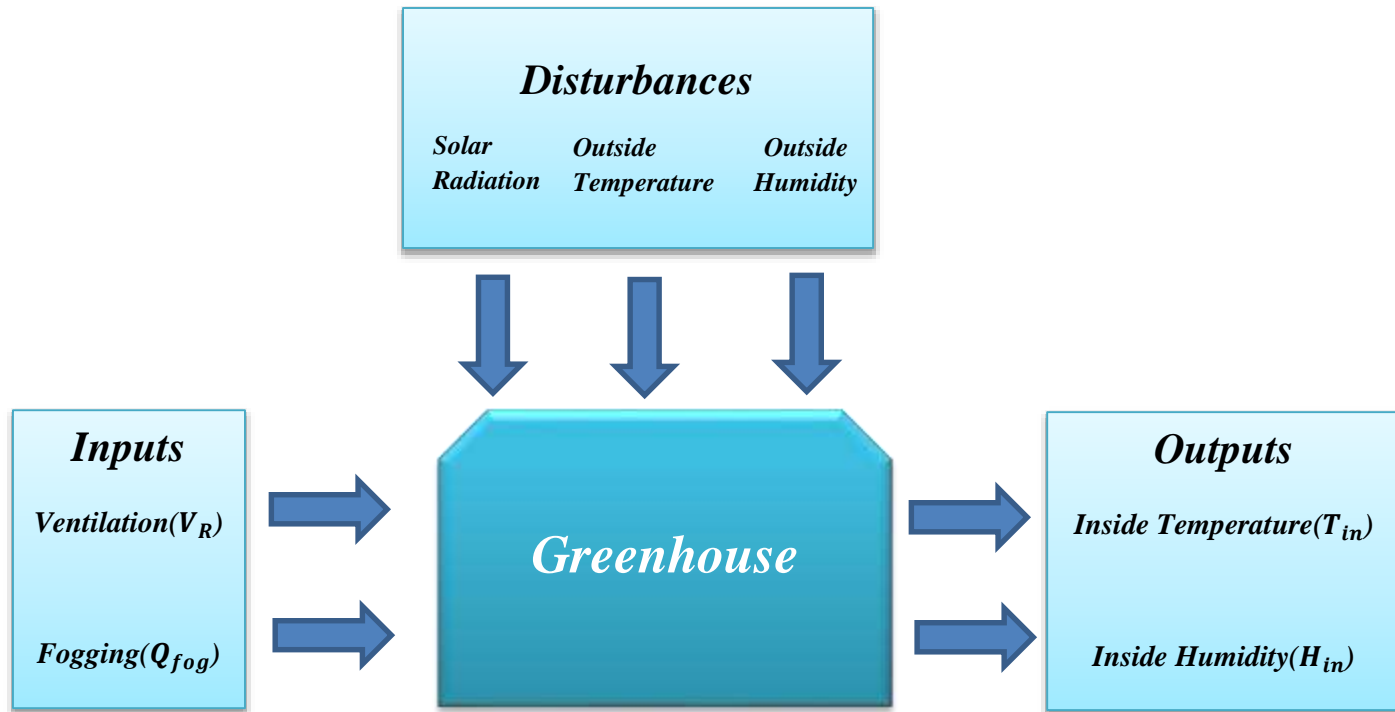 Disturbances
Solar Radiation
Outside Temperature
Outside Humidity
Inputs
Ventilation(V_R)
Fogging(Q_fog)
Greenhouse
Outputs
Inside Temperature(T_in)
Inside Humidity(H_in)